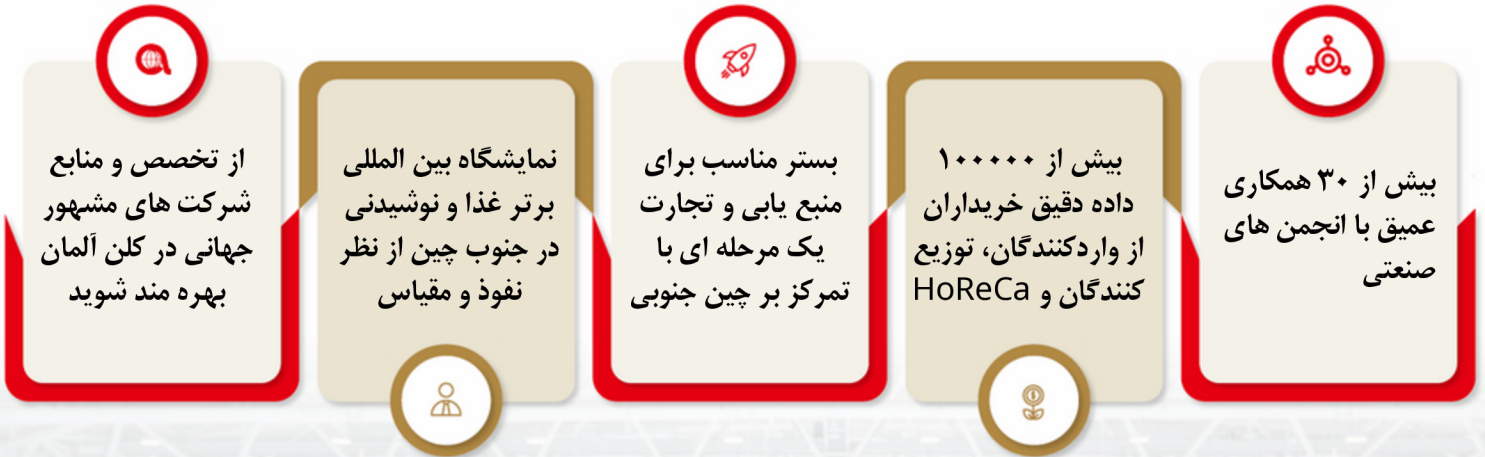 بیش از ۳۰ همکاری
عمیق با انجمن های
صنعتی
بیش از ۱۰۰۰۰۰
داده دقیق خریداران
از واردکنندگان، توزیع
کنندگان و HoReCa
بستر مناسب برای
منبع یابی و تجارت
یک مرحله ای با
تمرکز بر چین جنوبی
نمایشگاه بین المللی
برتر غذا و نوشیدنی
در جنوب چین از نظر
نفوذ و مقیاس
از تخصص و منابع
شرکت های مشهور
جهانی در کلن آلمان
بهره مند شوید